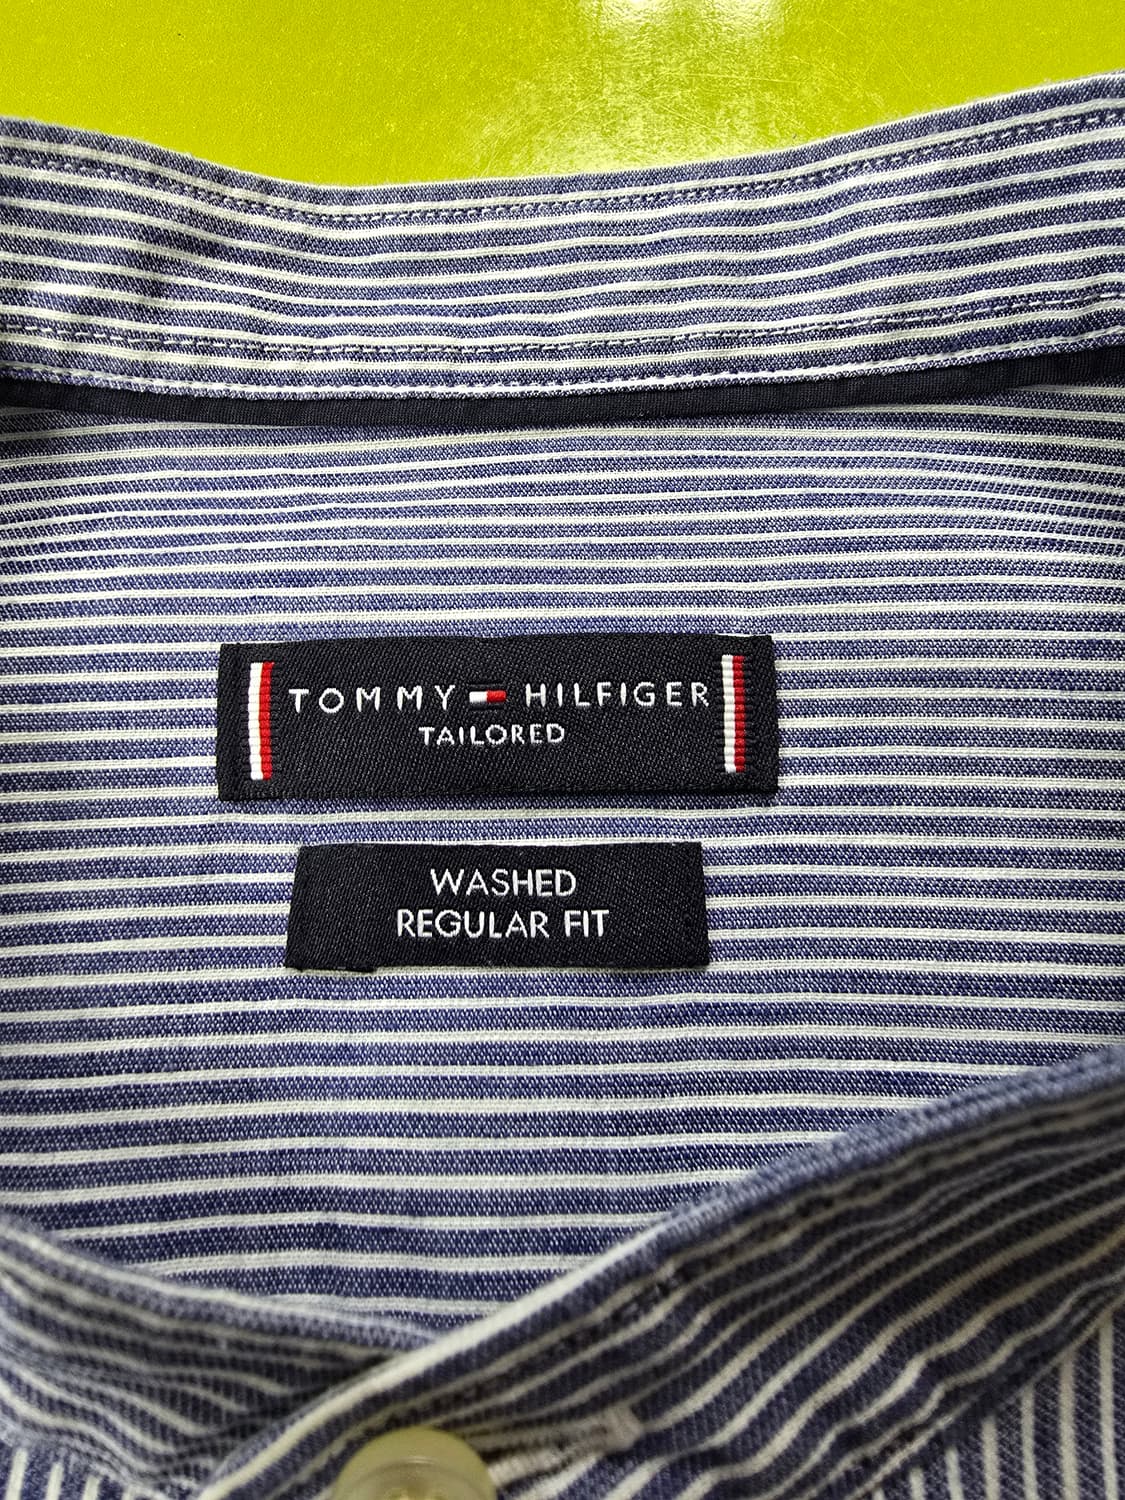 TOMMY HILFIGER
TAILORED
WASHED
REGULAR FIT